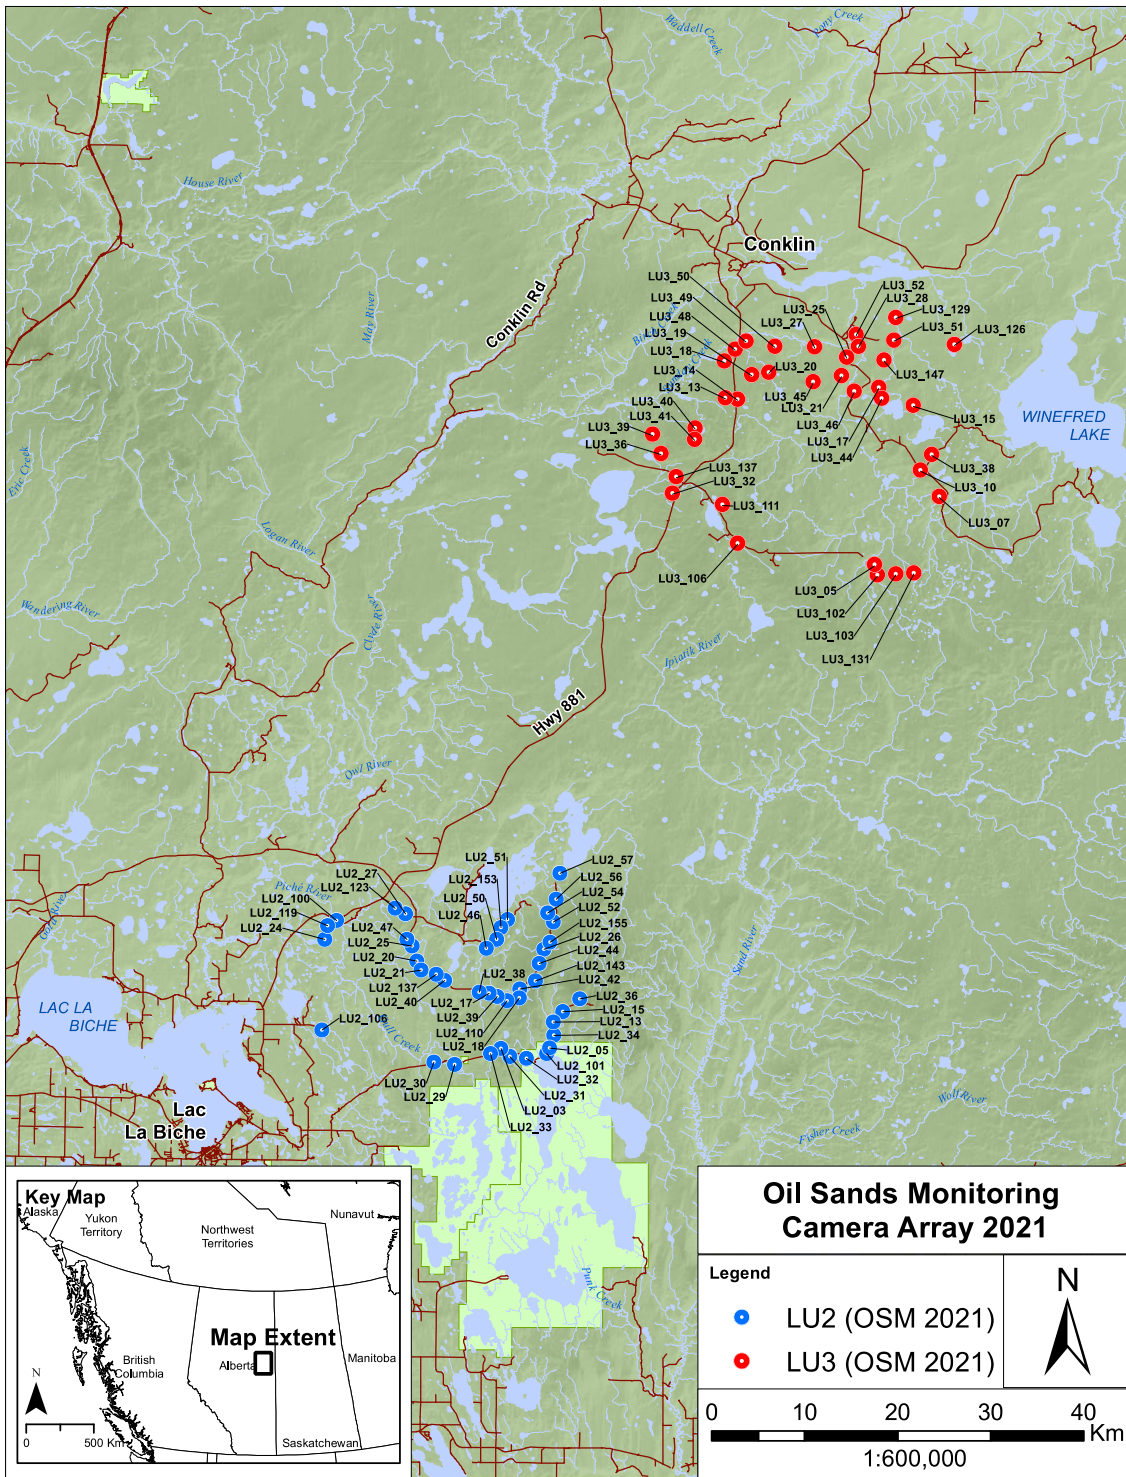 Waddell Creek
Pony Creek
House River
Conklin
May River
Conklin Rd
LU3_50
LU3_49
LU3_48
LU3_19
LU3_18
LU3_14
LU3_13
LU3_40
LU3_41
LU3_39
LU3_36
LU3_25
LU3_27
LU3_52
LU3_28
LU3_129
LU3_51
LU3_126
LU3_147
LU3_20
LU3_45
LU3_21
LU3_46
LU3_17
LU3_44
LU3_15
WINEFRED
LAKE
LU3_38
LU3_10
LU3_07
LU3_137
LU3_32
LU3_111
LU3_106
LU3_05
LU3_102
LU3_103
LU3_131
Eric Creek
Logan River
Wandering River
Clyde River
Ipiatik River
Hwy 881
Owl River
Sand River
Piché River
Gold River
LU2_51
LU2_153
LU2_50
LU2_46
LU2_27
LU2_123
LU2_100
LU2_119
LU2_24
LU2_47
LU2_25
LU2_20
LU2_21
LU2_137
LU2_40
LU2_57
LU2_56
LU2_54
LU2_52
LU2_155
LU2_26
LU2_44
LU2_143
LU2_42
LU2_38
LU2_17
LU2_39
LU2_110
LU2_18
LU2_36
LU2_15
LU2_13
LU2_34
LU2_05
LU2_101
LU2_32
LU2_31
LU2_03
LU2_33
LU2_106
LU2_30
LU2_29
LAC LA
BICHE
Lac
La Biche
Wolf River
Fisher Creek
Punk Creek
Key Map
Alaska
Yukon
Territory
Northwest
Territories
Nunavut
British
Columbia
Alberta
Map Extent
Manitoba
Saskatchewan
N
0 500 Km
Oil Sands Monitoring
Camera Array 2021
Legend
LU2 (OSM 2021)
LU3 (OSM 2021)
N
0 10 20 30 40
Km
1:600,000